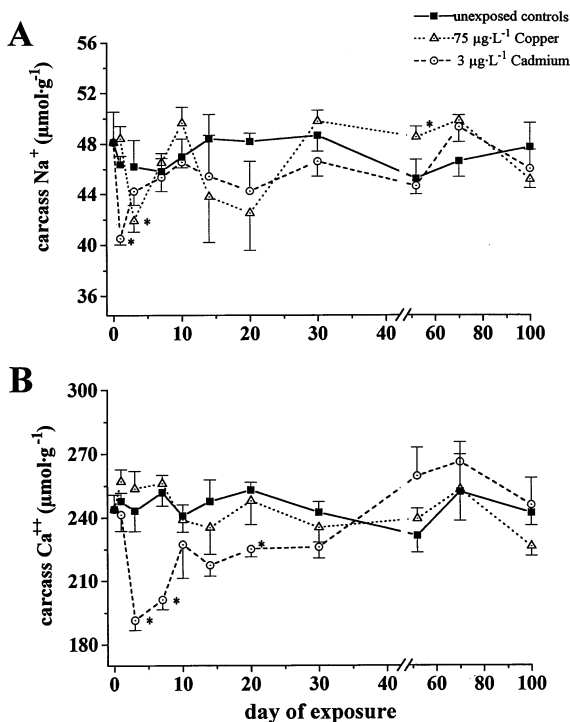 unexposed controls
75 µg·L⁻¹ Copper
3 µg·L⁻¹ Cadmium
A
carcass Na⁺ (µmol·g⁻¹)
56
52
48
44
40
36
*
*
*
0 10 20 30 40 60 80 100
B
carcass Ca⁺⁺ (µmol·g⁻¹)
300
270
240
210
180
*
*
*
0 10 20 30 40 60 80 100
day of exposure